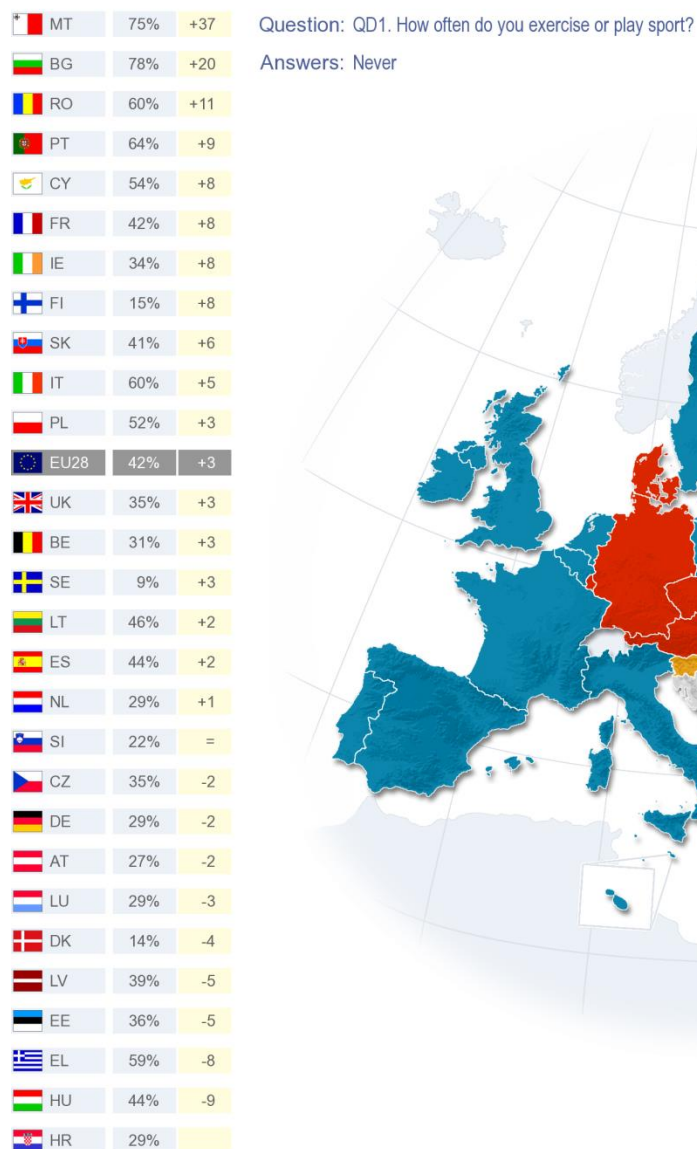 Question: QD1. How often do you exercise or play sport?
Answers: Never
MT 75% +37
BG 78% +20
RO 60% +11
PT 64% +9
CY 54% +8
FR 42% +8
IE 34% +8
FI 15% +8
SK 41% +6
IT 60% +5
PL 52% +3
EU28 42% +3
UK 35% +3
BE 31% +3
SE 9% +3
LT 46% +2
ES 44% +2
NL 29% +1
SI 22% =
CZ 35% -2
DE 29% -2
AT 27% -2
LU 29% -3
DK 14% -4
LV 39% -5
EE 36% -5
EL 59% -8
HU 44% -9
HR 29%